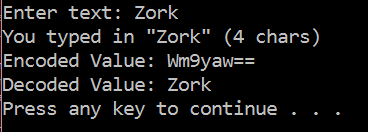 Enter text: Zork
You typed in "Zork" (4 chars)
Encoded Value: Wm9yaw==
Decoded Value: Zork
Press any key to continue . . .